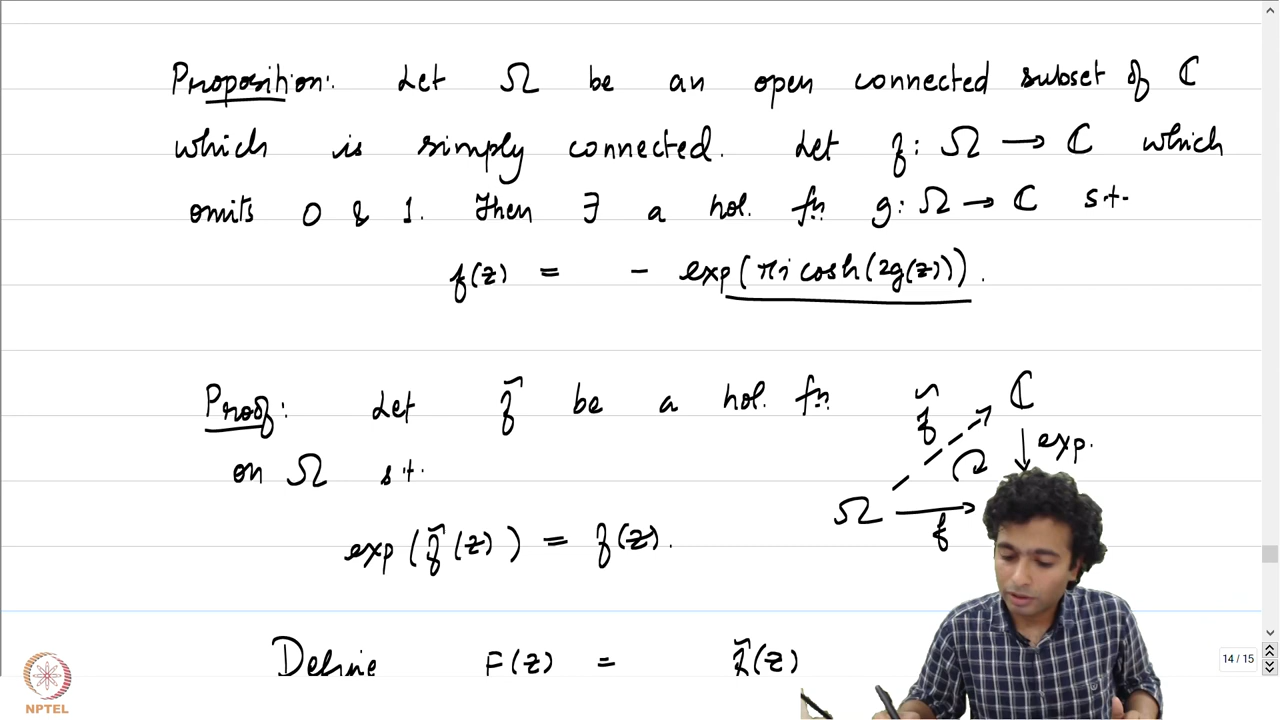 Proposition: Let Ω be an open connected subset of ℂ
which is simply connected. Let f: Ω → ℂ which
omits 0 & 1. Then ∃ a hol. fn. g: Ω → ℂ s.t.
f(z) = - exp(πi cosh(2g(z))).
Proof: Let f̃ be a hol. fn.
on Ω s.t.
exp(f̃(z)) = f(z).
f̃ ℂ
exp.
Ω
f
Define F(z) = f̃(z)
14 / 15
NPTEL